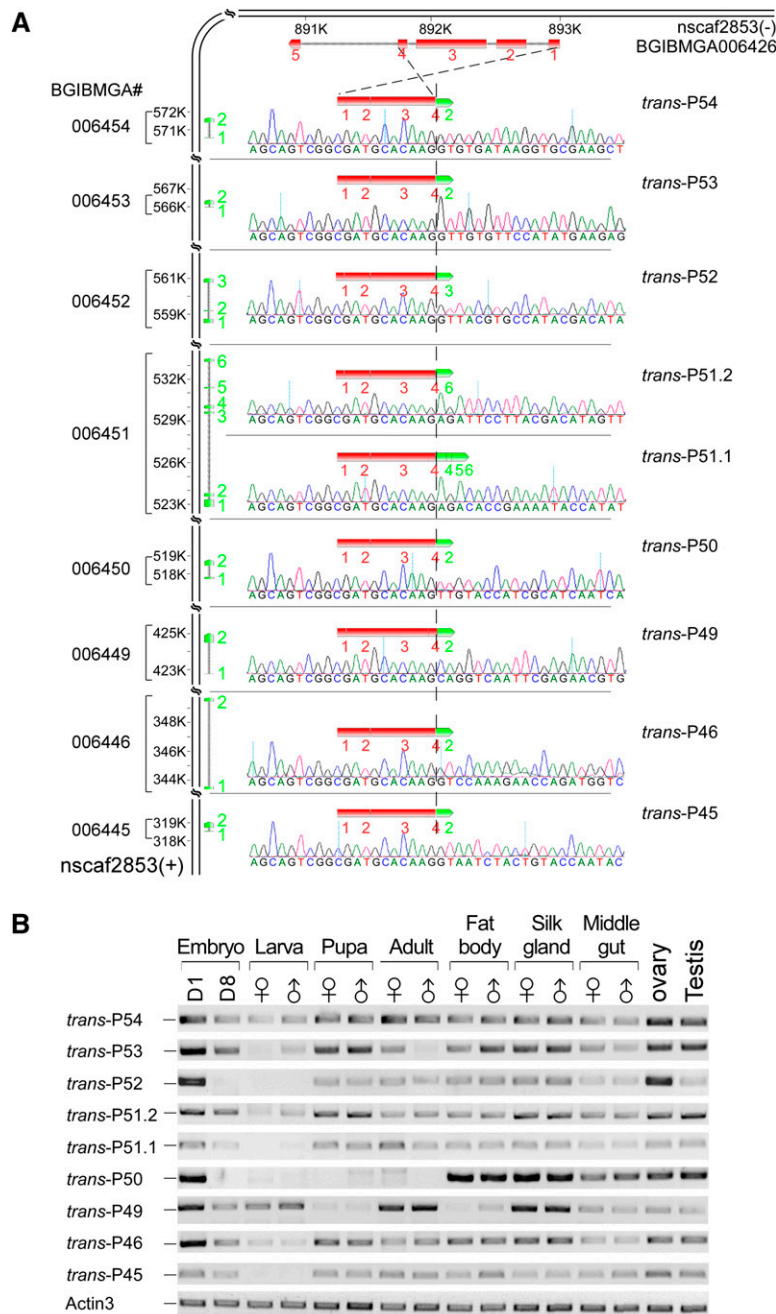 A
891K 892K 893K nscaf2853(-)
BGIBMGA006426
5 4 3 2 1
BGIBMGA#
trans-P54
006454
572K
571K
2
1
1 2 3 4 2
AGCAGTCGGCGATGCACAAGGTGTGATAAGGTGCGAAGCT
trans-P53
006453
567K
566K
2
1
1 2 3 4 2
AGCAGTCGGCGATGCACAAGGTTGTGTTCCATATGAAGAG
trans-P52
006452
561K
559K
3
2
1
1 2 3 4 3
AGCAGTCGGCGATGCACAAGGTTACGTGCCATACGACATA
trans-P51.2
006451
532K
529K
526K
523K
6
5
4
3
2
1
1 2 3 4 6
AGCAGTCGGCGATGCACAAGAGATTCCTTACGACATAGTT
trans-P51.1
1 2 3 4 456
AGCAGTCGGCGATGCACAAGAGACACCGAAAATACCATAT
trans-P50
006450
519K
518K
2
1
1 2 3 4 2
AGCAGTCGGCGATGCACAAGTTGTACCATCGCATCAATCA
trans-P49
006449
425K
423K
2
1
1 2 3 4 2
AGCAGTCGGCGATGCACAAGCAGGTCAATTCGAGAACGTG
trans-P46
006446
348K
346K
344K
2
1
1 2 3 4 2
AGCAGTCGGCGATGCACAAGGTCCAAAGAACCAGATGGTC
trans-P45
006445
319K
318K
2
1
1 2 3 4 2
AGCAGTCGGCGATGCACAAGGTAATCTACTGTACCAATAC
nscaf2853(+)
B
Embryo Larva Pupa Adult Fat body Silk gland Middle gut ovary Testis
D1 D8 ♀ ♂ ♀ ♂ ♀ ♂ ♀ ♂ ♀ ♂ ♀ ♂
trans-P54
trans-P53
trans-P52
trans-P51.2
trans-P51.1
trans-P50
trans-P49
trans-P46
trans-P45
Actin3